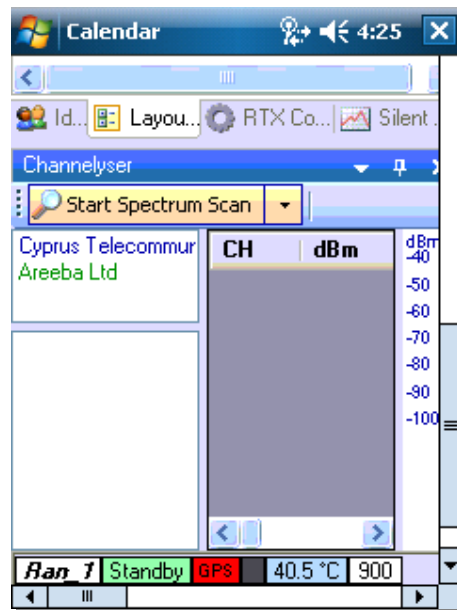 Calendar 4:25
Id... Layou... RTX Co... Silent
Channelyser
Start Spectrum Scan
Cyprus Telecommur
Areeba Ltd
CH dBm
dBm
-40
-50
-60
-70
-80
-90
-100
Ran_1 Standby GPS 40.5 °C 900